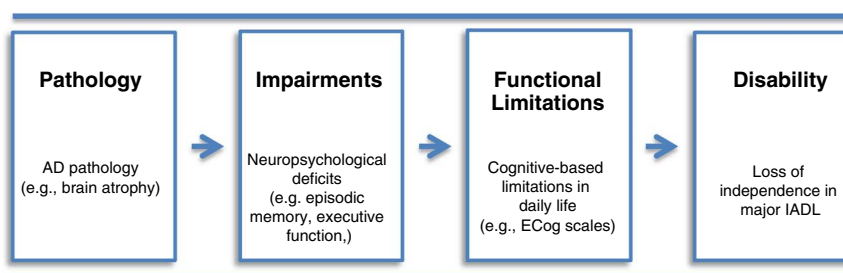 Pathology
AD pathology
(e.g., brain atrophy)
Impairments
Neuropsychological
deficits
(e.g. episodic
memory, executive
function,)
Functional
Limitations
Cognitive-based
limitations in
daily life
(e.g., ECog scales)
Disability
Loss of
independence in
major IADL